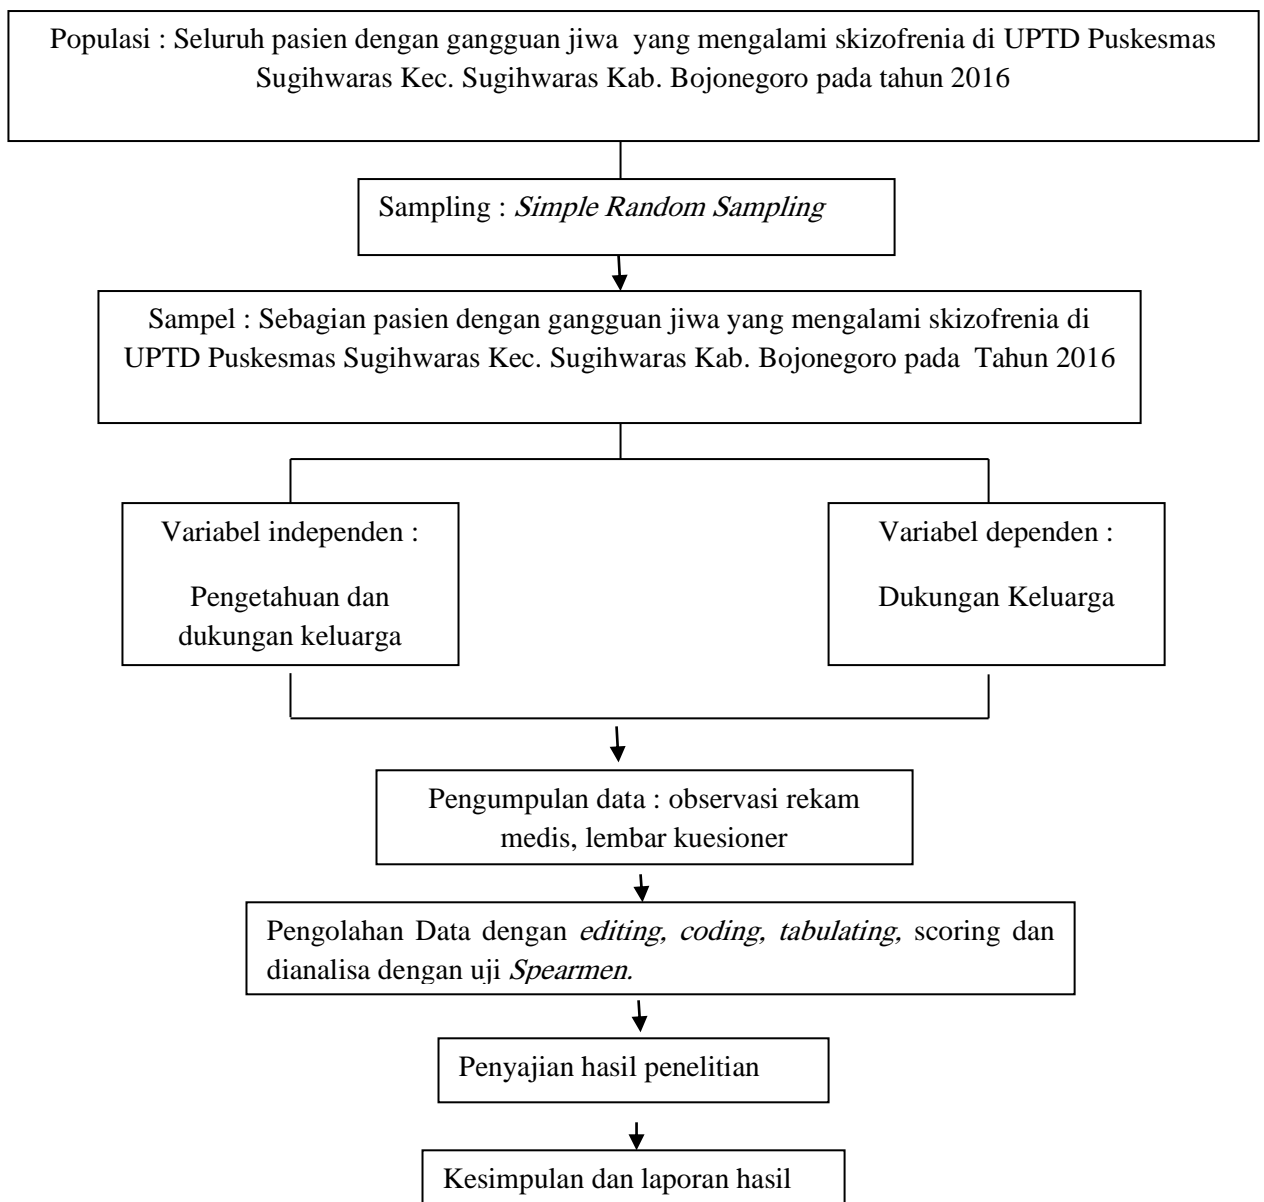 Populasi : Seluruh pasien dengan gangguan jiwa  yang mengalami skizofrenia di UPTD Puskesmas
Sugihwaras Kec. Sugihwaras Kab. Bojonegoro pada tahun 2016
Sampling : Simple Random Sampling
Sampel : Sebagian pasien dengan gangguan jiwa yang mengalami skizofrenia di
UPTD Puskesmas Sugihwaras Kec. Sugihwaras Kab. Bojonegoro pada  Tahun 2016
Variabel independen :
Pengetahuan dan
dukungan keluarga
Variabel dependen :
Dukungan Keluarga
Pengumpulan data : observasi rekam
medis, lembar kuesioner
Pengolahan Data dengan editing, coding, tabulating, scoring dan
dianalisa dengan uji Spearmen.
Penyajian hasil penelitian
Kesimpulan dan laporan hasil